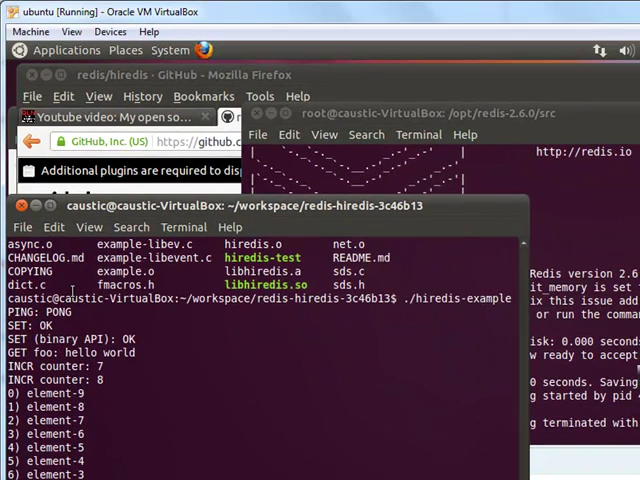 ubuntu [Running] - Oracle VM VirtualBox
Machine View Devices Help
Applications Places System
redis/hiredis · GitHub - Mozilla Firefox
File Edit View History Bookmarks Tools Help
Youtube video: My open so...
root@caustic-VirtualBox: /opt/redis-2.6.0/src
File Edit View Search Terminal Help
GitHub, Inc. (US) https://github.c
Additional plugins are required to disp
http://redis.io
caustic@caustic-VirtualBox: ~/workspace/redis-hiredis-3c46b13
File Edit View Search Terminal Help
async.o example-libev.c hiredis.o net.o
CHANGELOG.md example-libevent.c hiredis-test README.md
COPYING example.o libhiredis.a sds.c
dict.c fmacros.h libhiredis.so sds.h
caustic@caustic-VirtualBox:~/workspace/redis-hiredis-3c46b13$ ./hiredis-example
PING: PONG
SET: OK
SET (binary API): OK
GET foo: hello world
INCR counter: 7
INCR counter: 8
0) element-9
1) element-8
2) element-7
3) element-6
4) element-5
5) element-4
6) element-3
Redis version 2.6
it_memory is set
ix this issue add
or run the comma
isk: 0.000 second
w ready to accept
0 seconds. Saving
g started by pid
g terminated with